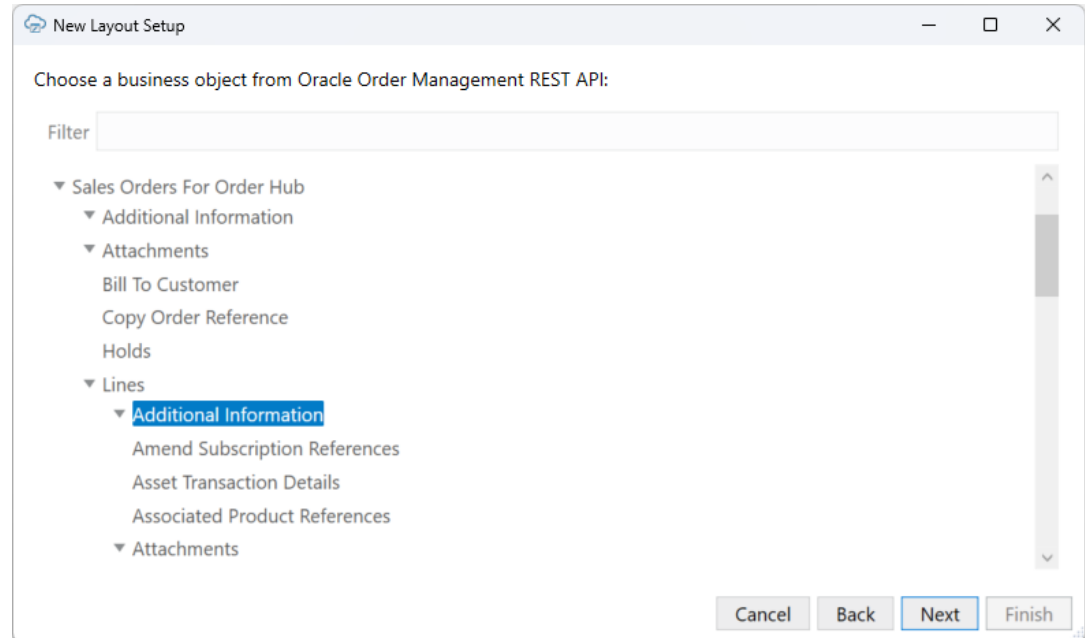 New Layout Setup
Choose a business object from Oracle Order Management REST API:
Filter
Sales Orders For Order Hub
Additional Information
Attachments
Bill To Customer
Copy Order Reference
Holds
Lines
Additional Information
Amend Subscription References
Asset Transaction Details
Associated Product References
Attachments
Cancel Back Next Finish